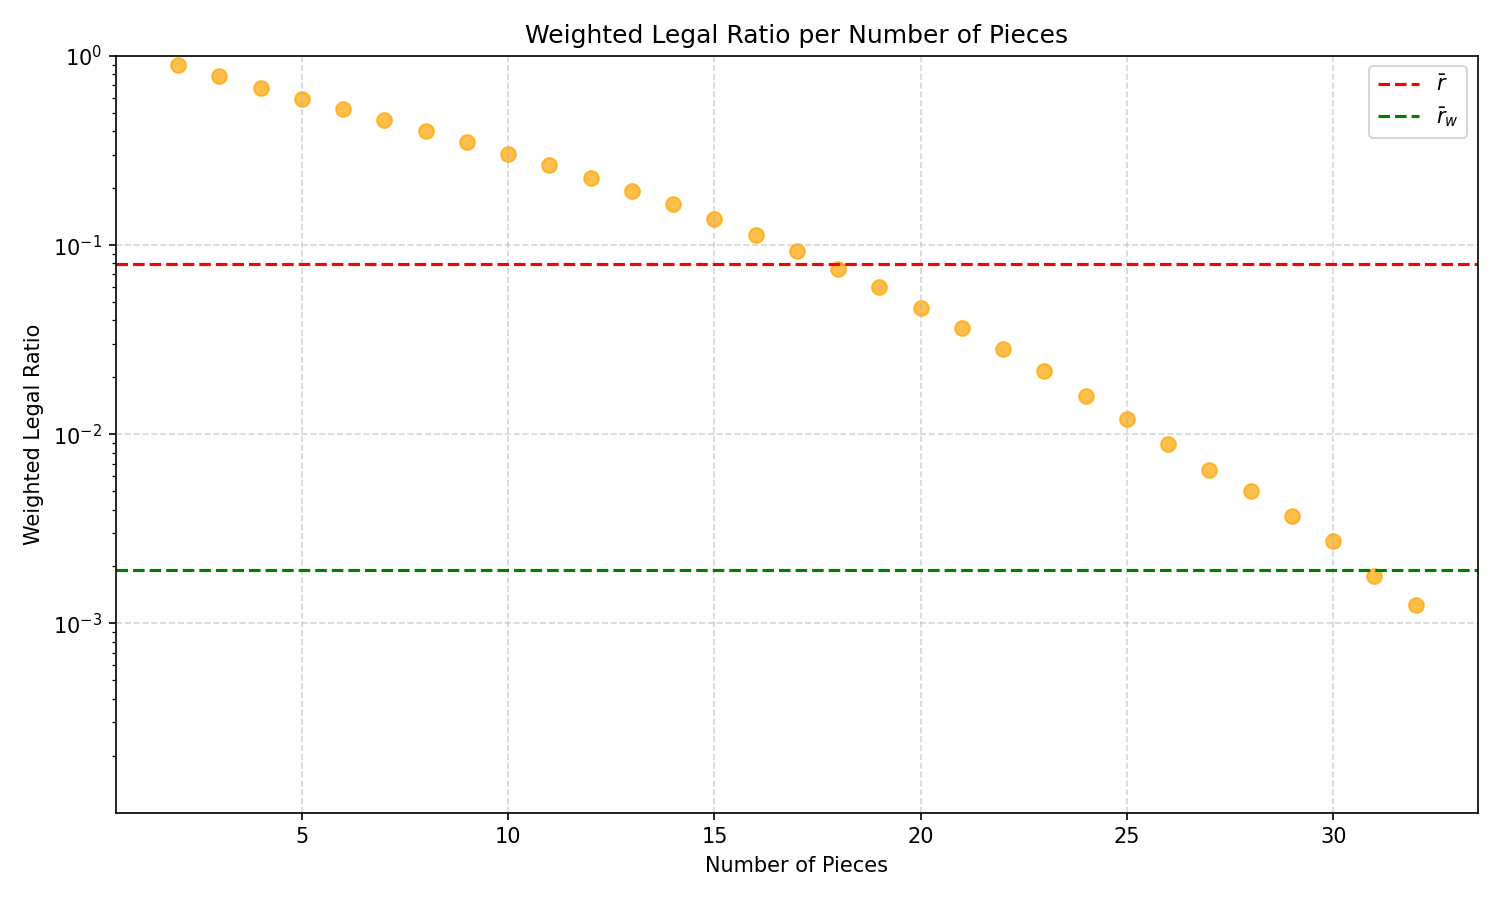 Weighted Legal Ratio per Number of Pieces
Weighted Legal Ratio
10⁰
10⁻¹
10⁻²
10⁻³
r̄
r̄_w
5 10 15 20 25 30
Number of Pieces